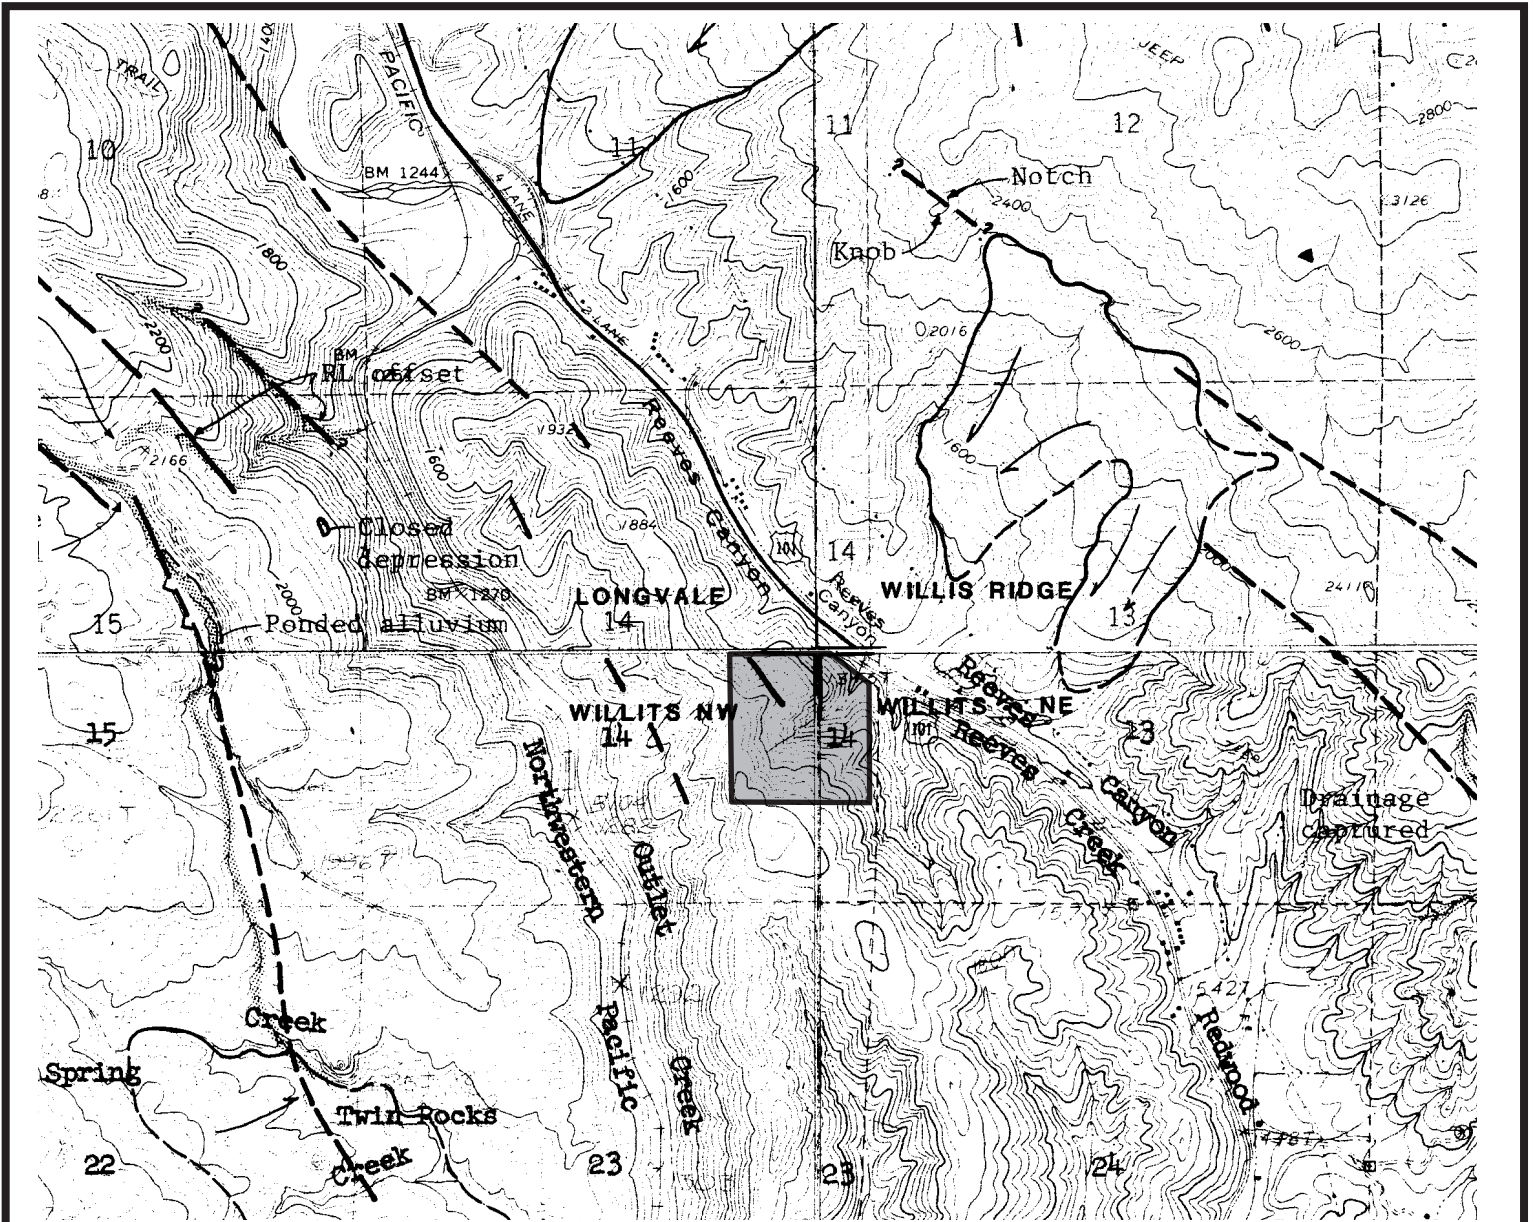 TRAIL
1400
PACIFIC
JEEP
2800
10
11
11
12
BM 1244
4 LANE
1600
Notch
2400
3126
Knob
1800
2200
2 LANE
2016
2600
BM
RL offset
1932
2166
1600
Reeves Canyon
1600
Closed
depression
1884
101
14
2000
BM 1270
LONGVALE
Reeves
Canyon
WILLIS RIDGE
2411
15
Ponded alluvium
14
13
Reeves
WILLITS NW
WILLITS NE
15
14
14
101
Reeves
13
Canyon
Creek
Drainage
captured
Northwestern
Outlet
5427
Creek
Redwood
Spring
Pacific
Creek
Twin Rocks
Creek
22
23
23
24